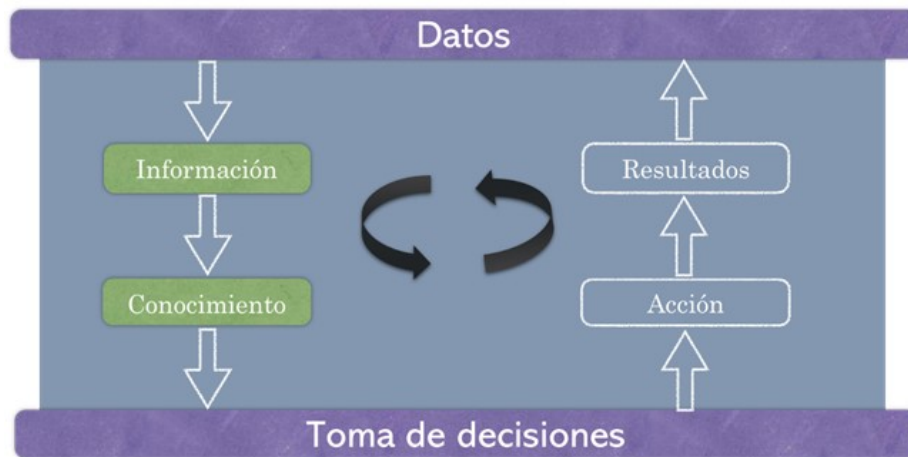 Datos
Información
Resultados
Conocimiento
Acción
Toma de decisiones